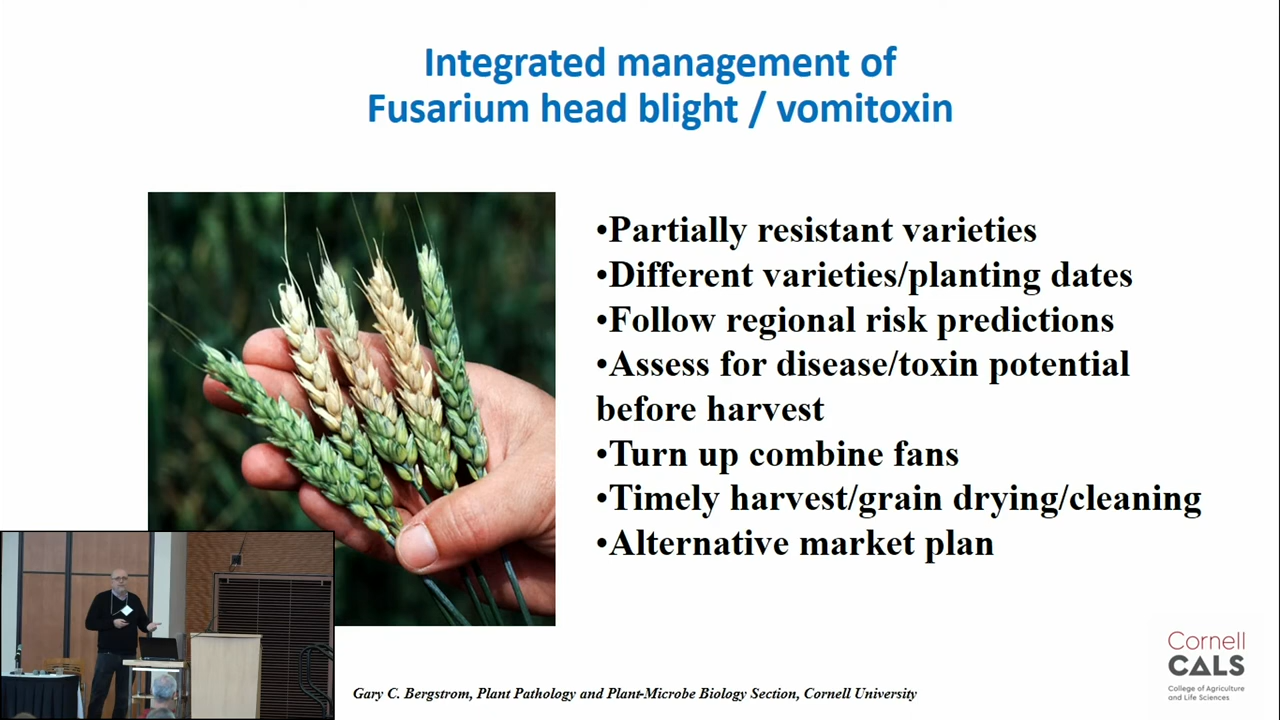 Integrated management of
Fusarium head blight / vomitoxin
•Partially resistant varieties
•Different varieties/planting dates
•Follow regional risk predictions
•Assess for disease/toxin potential
before harvest
•Turn up combine fans
•Timely harvest/grain drying/cleaning
•Alternative market plan
Cornell
CALS
College of Agriculture
and Life Sciences
Gary C. Bergstrom, Plant Pathology and Plant-Microbe Biology Section, Cornell University